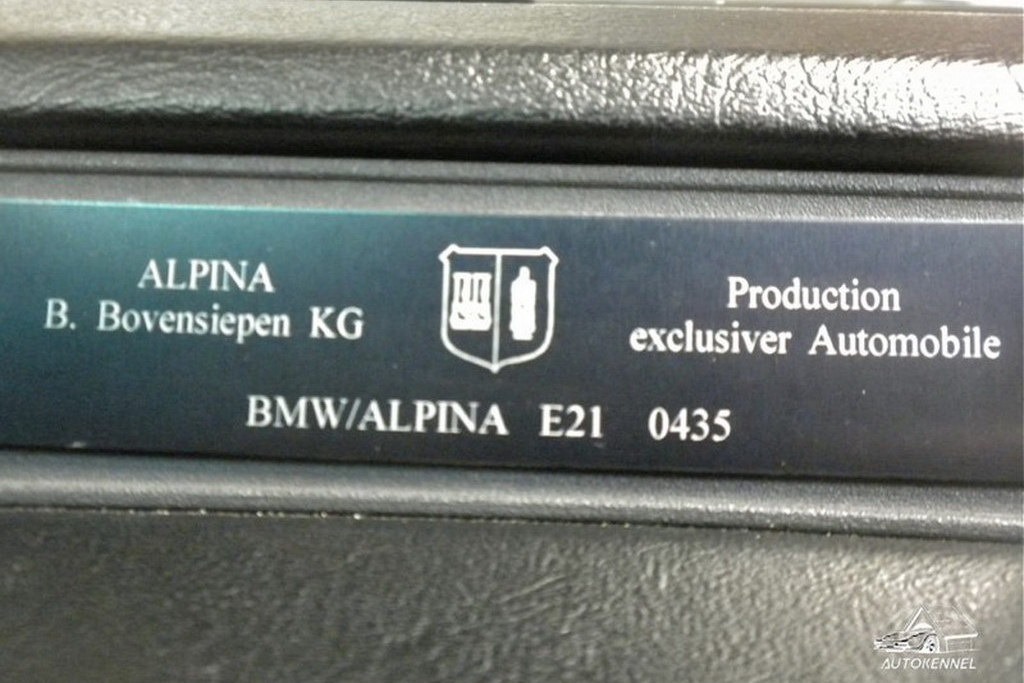 ALPINA
B. Bovensiepen KG
Production
exclusiver Automobile
BMW/ALPINA E21 0435
AUTOKENNEL